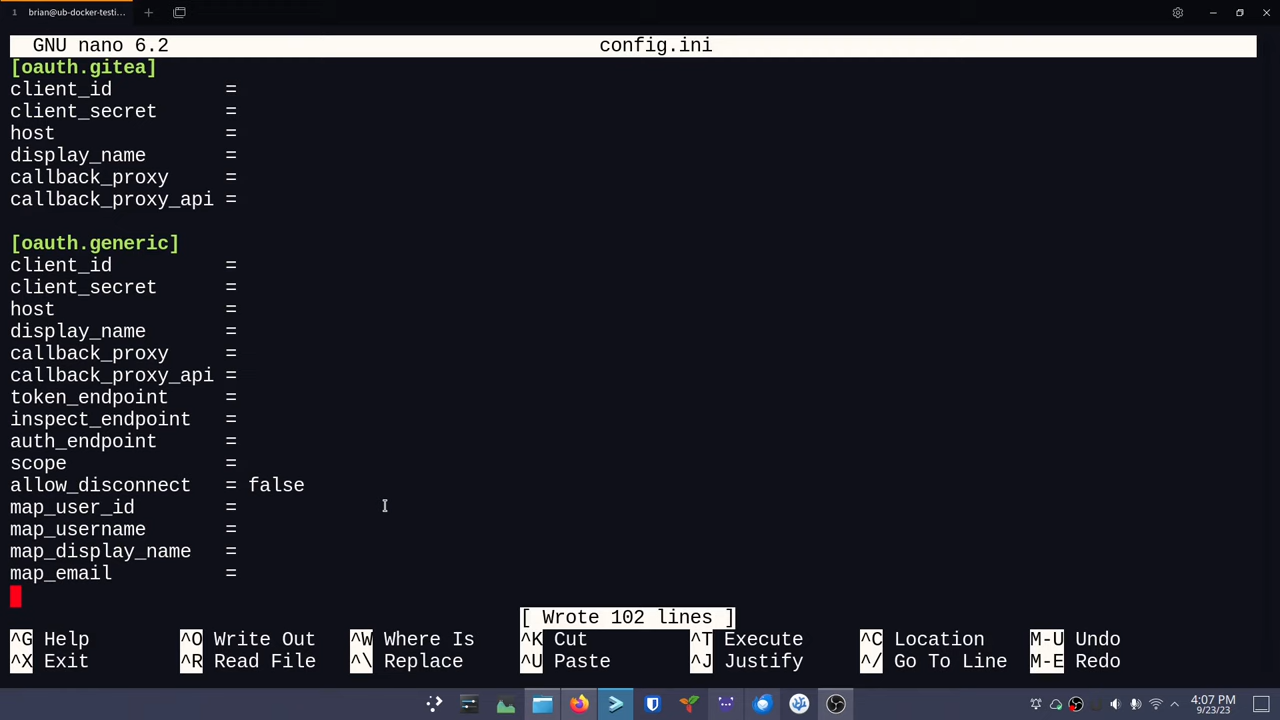 1 brian@ub-docker-testi...
GNU nano 6.2 config.ini
[oauth.gitea]
client_id =
client_secret =
host =
display_name =
callback_proxy =
callback_proxy_api =
[oauth.generic]
client_id =
client_secret =
host =
display_name =
callback_proxy =
callback_proxy_api =
token_endpoint =
inspect_endpoint =
auth_endpoint =
scope =
allow_disconnect = false
map_user_id =
map_username =
map_display_name =
map_email =
[ Wrote 102 lines ]
^G Help ^O Write Out ^W Where Is ^K Cut ^T Execute ^C Location M-U Undo
^X Exit ^R Read File ^\ Replace ^U Paste ^J Justify ^/ Go To Line M-E Redo
4:07 PM
9/23/23